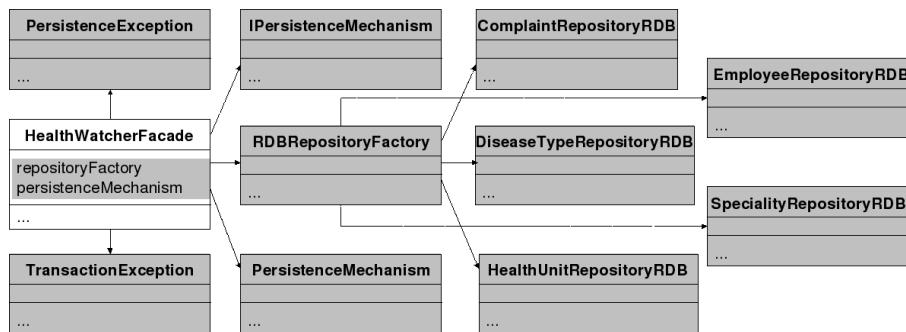 PersistenceException
...
IPersistenceMechanism
...
ComplaintRepositoryRDB
...
EmployeeRepositoryRDB
...
HealthWatcherFacade
repositoryFactory
persistenceMechanism
...
RDBRepositoryFactory
...
DiseaseTypeRepositoryRDB
...
SpecialityRepositoryRDB
...
TransactionException
...
PersistenceMechanism
...
HealthUnitRepositoryRDB
...